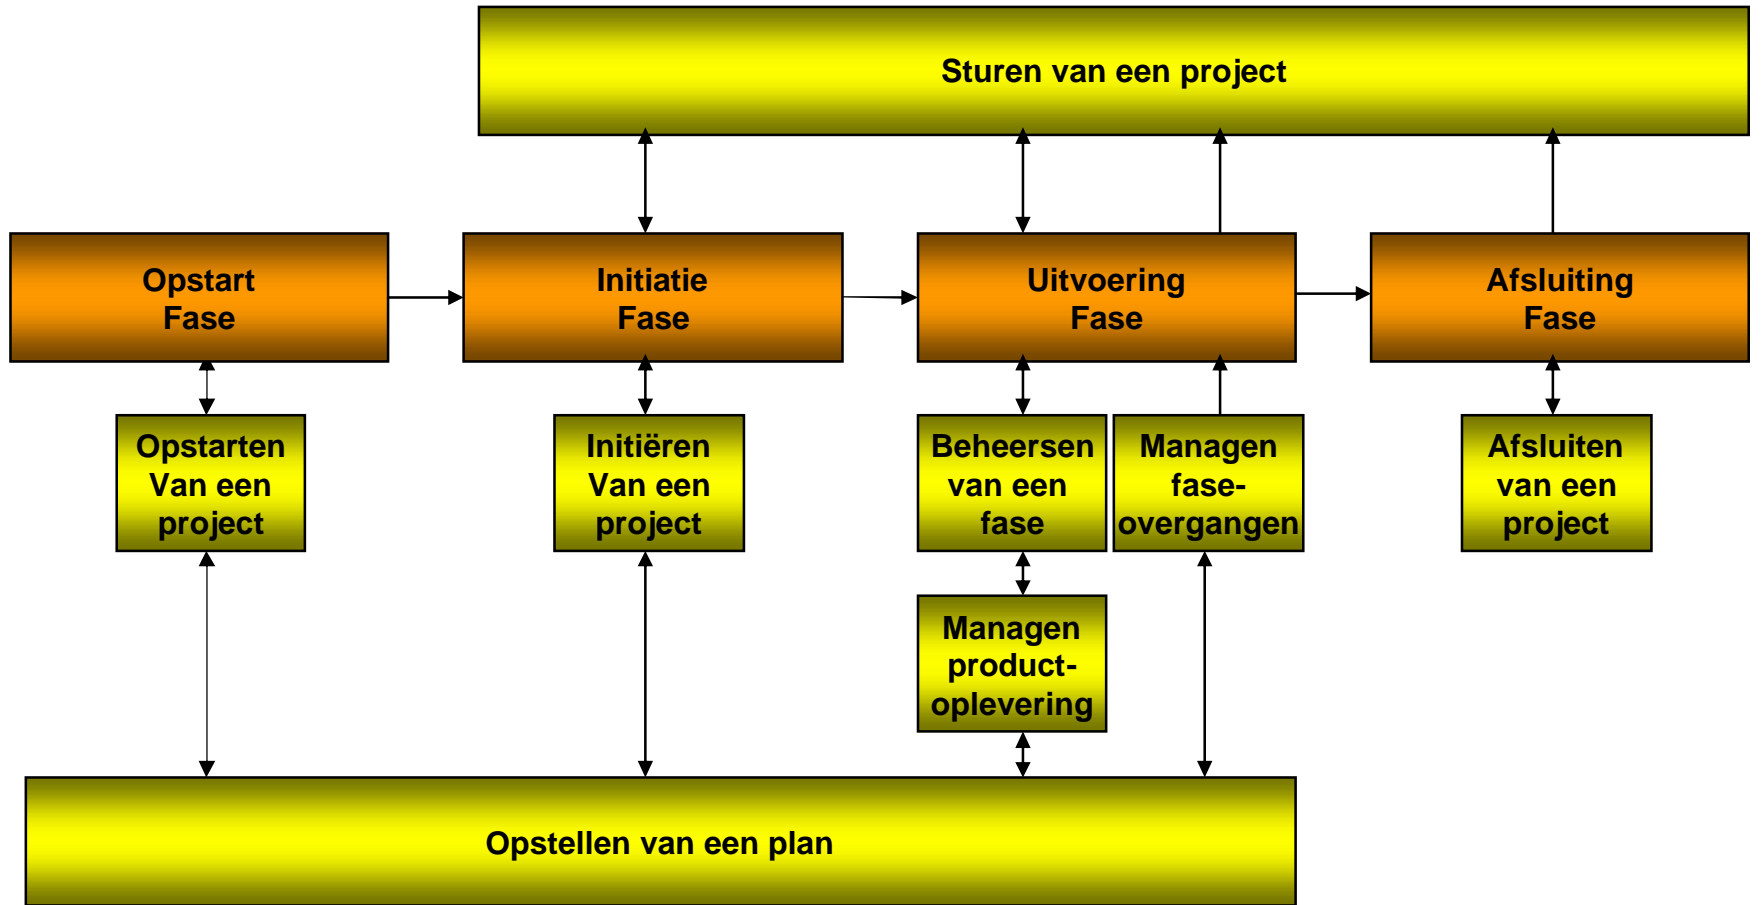 Sturen van een project
Opstart
Fase
Initiatie
Fase
Uitvoering
Fase
Afsluiting
Fase
Opstarten
Van een
project
Initiëren
Van een
project
Beheersen
van een
fase
Managen
fase-
overgangen
Afsluiten
van een
project
Managen
product-
oplevering
Opstellen van een plan